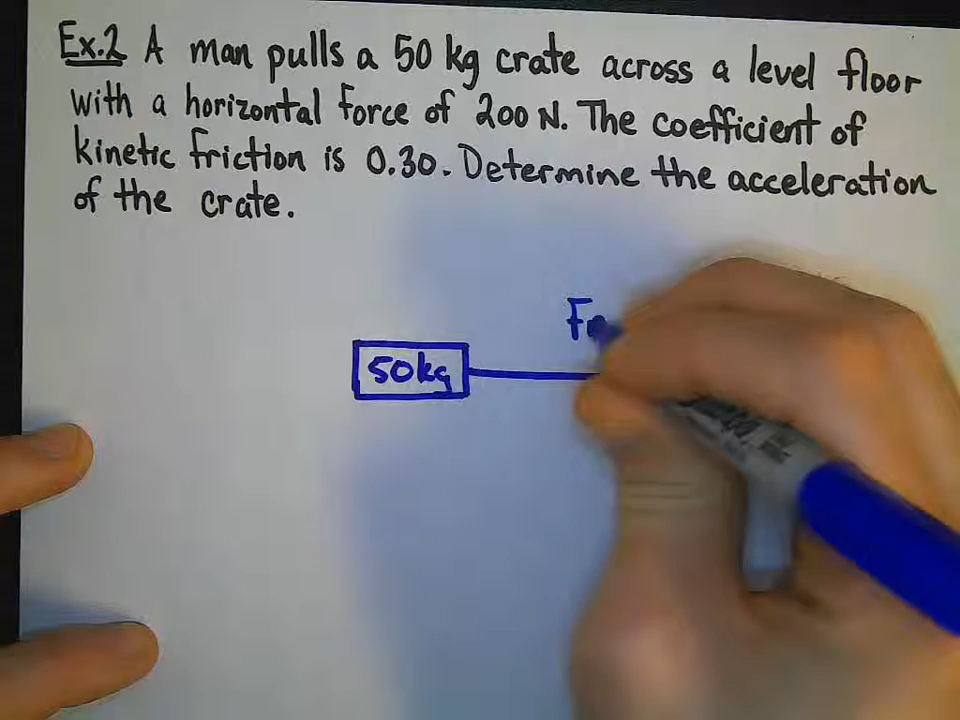 Ex.2 A man pulls a 50 kg crate across a level floor
with a horizontal force of 200 N. The coefficient of
kinetic friction is 0.30. Determine the acceleration
of the crate.
50kg